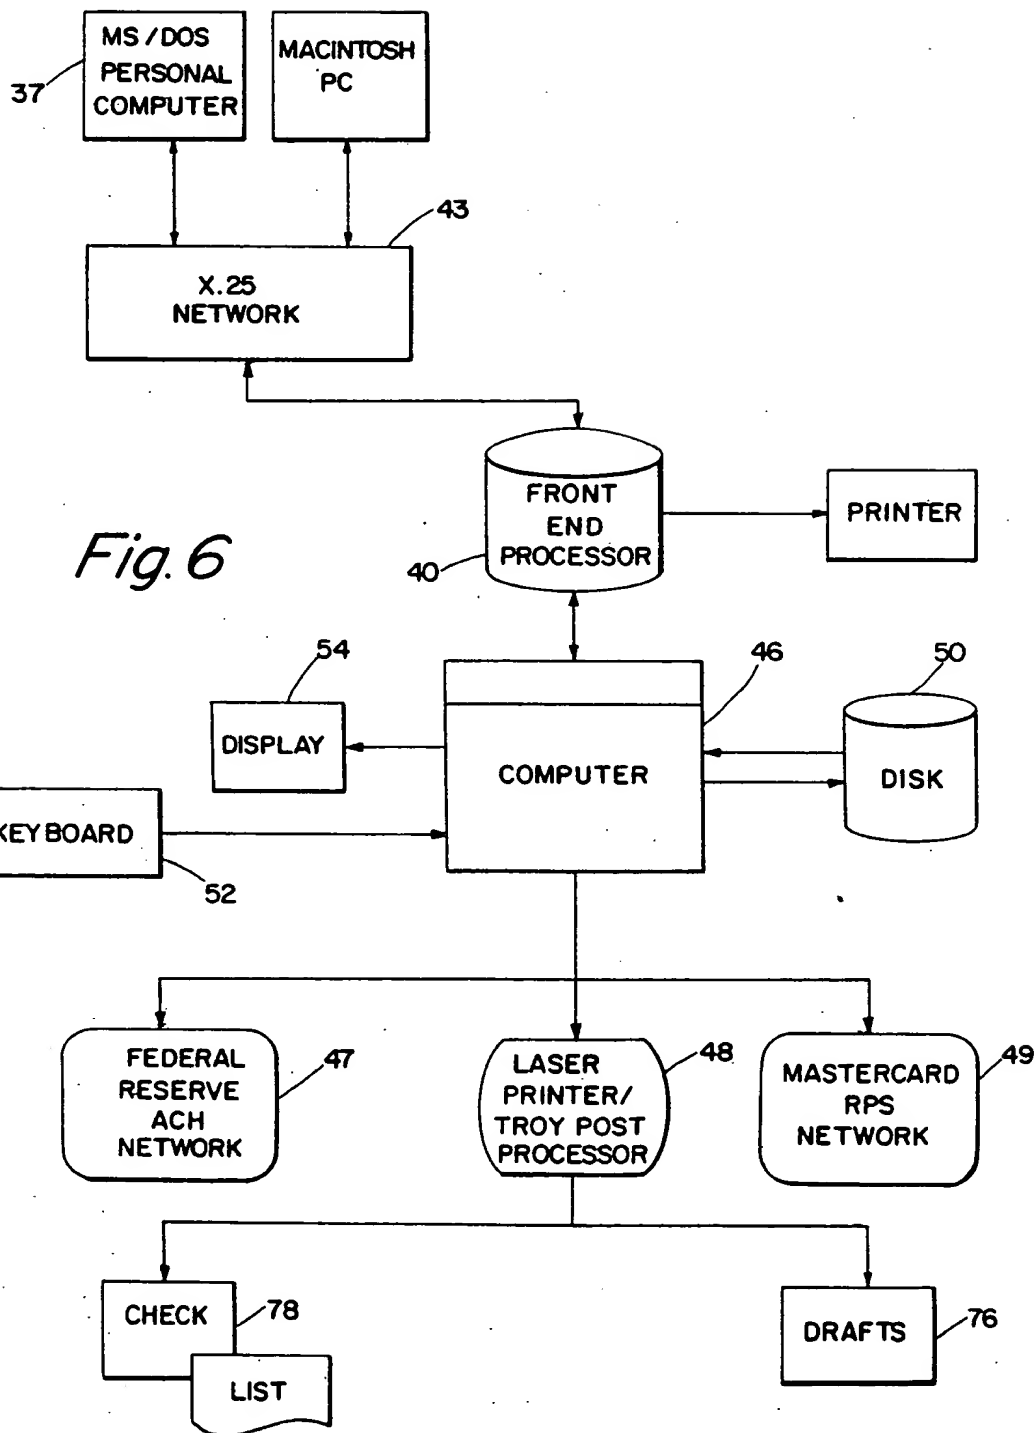 MS/DOS
PERSONAL
COMPUTER
37
MACINTOSH
PC
43
X.25
NETWORK
FRONT
END
PROCESSOR
40
PRINTER
Fig. 6
54
DISPLAY
46
COMPUTER
50
DISK
KEYBOARD
52
FEDERAL
RESERVE
ACH
NETWORK
47
LASER
PRINTER/
TROY POST
PROCESSOR
48
MASTERCARD
RPS
NETWORK
49
CHECK
78
LIST
DRAFTS
76